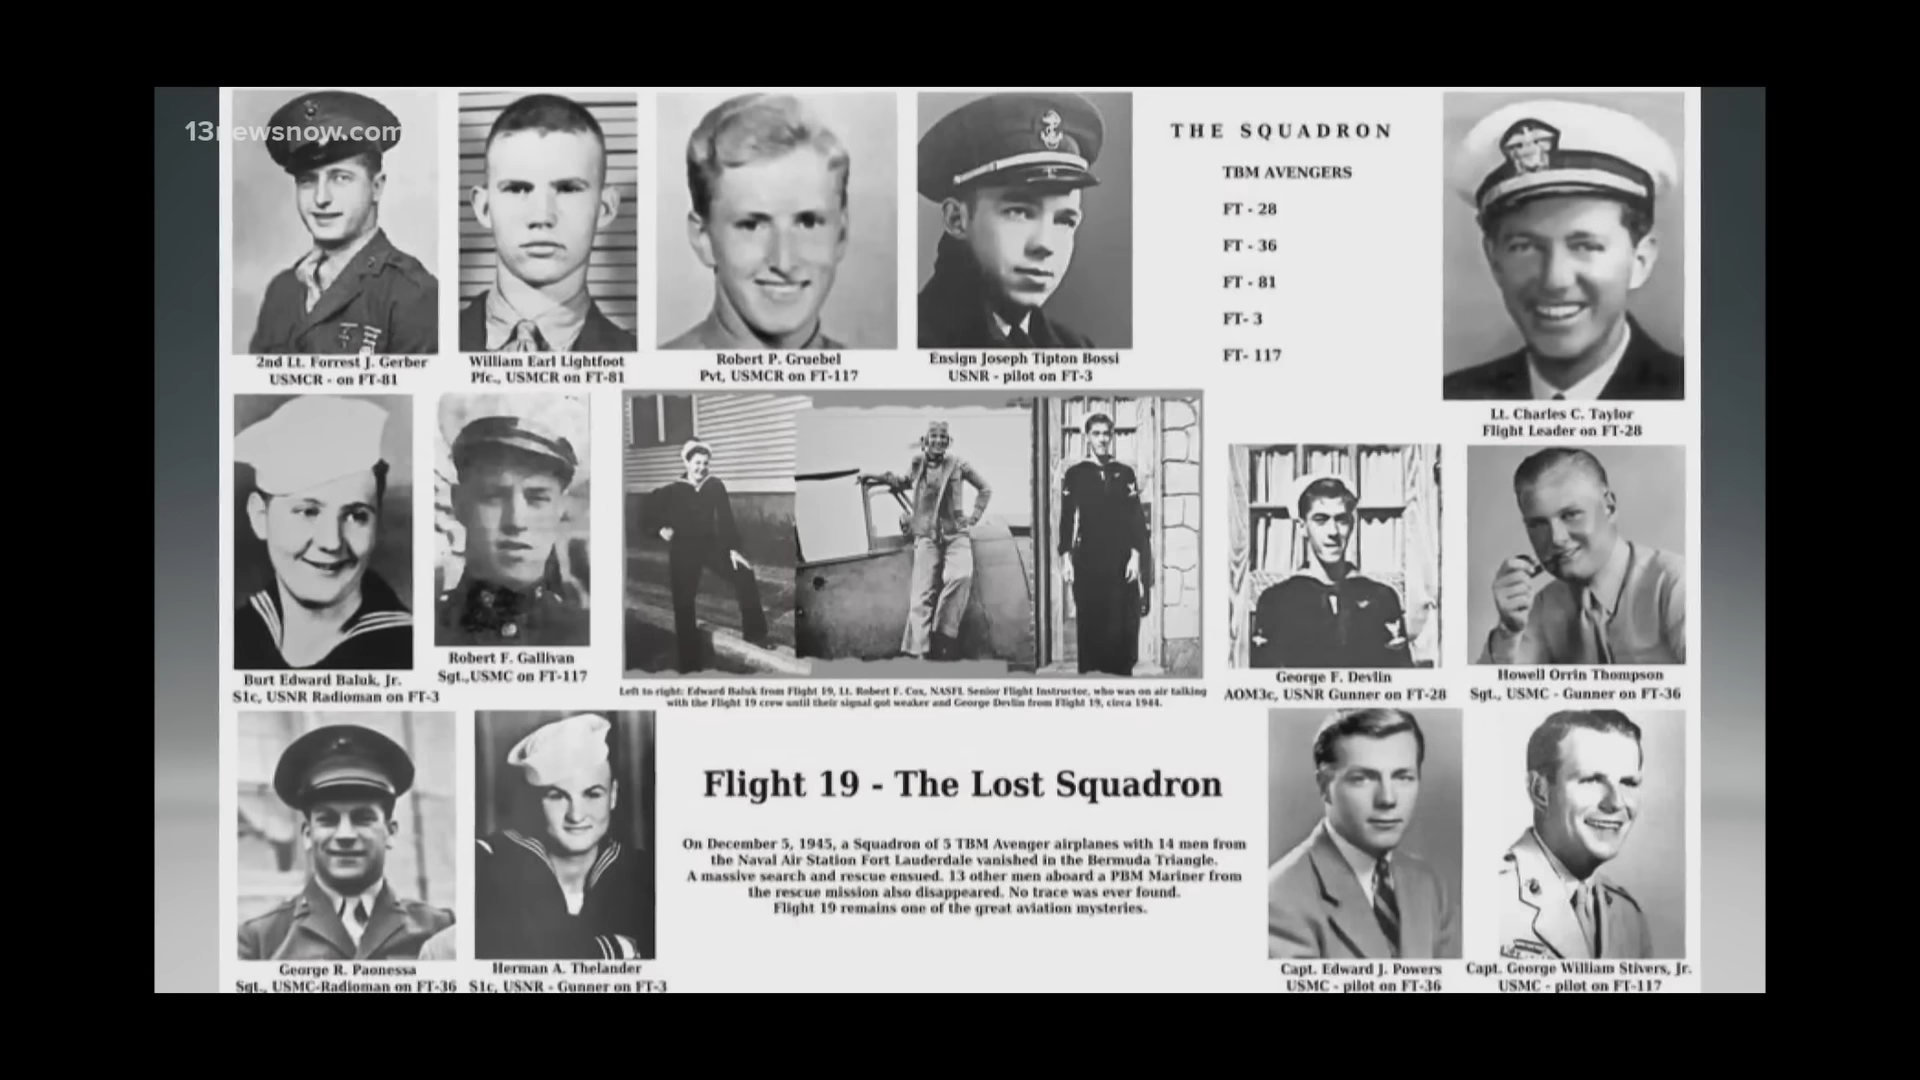 13newsnow.com
2nd Lt. Forrest J. Gerber
USMCR - on FT-81
William Earl Lightfoot
Pfc., USMCR on FT-81
Robert P. Gruebel
Pvt, USMCR on FT-117
Ensign Joseph Tipton Bossi
USNR - pilot on FT-3
THE SQUADRON
TBM AVENGERS
FT - 28
FT - 36
FT - 81
FT- 3
FT- 117
Lt. Charles C. Taylor
Flight Leader on FT-28
Burt Edward Baluk, Jr.
S1c, USNR Radioman on FT-3
Robert F. Gallivan
Sgt.,USMC on FT-117
Left to right: Edward Baluk from Flight 19, Lt. Robert F. Cox, NASFL Senior Flight Instructor, who was on air talking
with the Flight 19 crew until their signal got weaker and George Devlin from Flight 19, circa 1944.
George F. Devlin
AOM3c, USNR Gunner on FT-28
Howell Orrin Thompson
Sgt., USMC - Gunner on FT-36
George R. Paonessa
Sgt., USMC-Radioman on FT-36
Herman A. Thelander
S1c, USNR - Gunner on FT-3
Flight 19 - The Lost Squadron
On December 5, 1945, a Squadron of 5 TBM Avenger airplanes with 14 men from
the Naval Air Station Fort Lauderdale vanished in the Bermuda Triangle.
A massive search and rescue ensued. 13 other men aboard a PBM Mariner from
the rescue mission also disappeared. No trace was ever found.
Flight 19 remains one of the great aviation mysteries.
Capt. Edward J. Powers
USMC - pilot on FT-36
Capt. George William Stivers, Jr.
USMC - pilot on FT-117